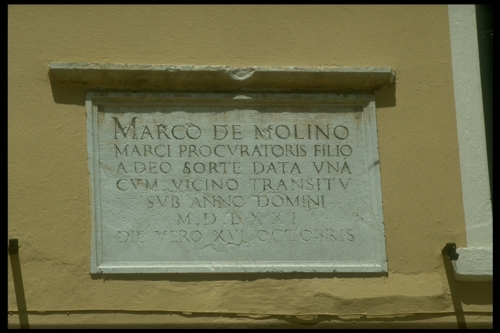 MARCO DE MOLINO
MARCI PROCVRATORIS FILIO
A DEO SORTE DATA VNA
CVM VICINO TRANSITV
SVB ANNO DOMINI
M.D.LXXI
DIE VERO XVI OCTOBRIS